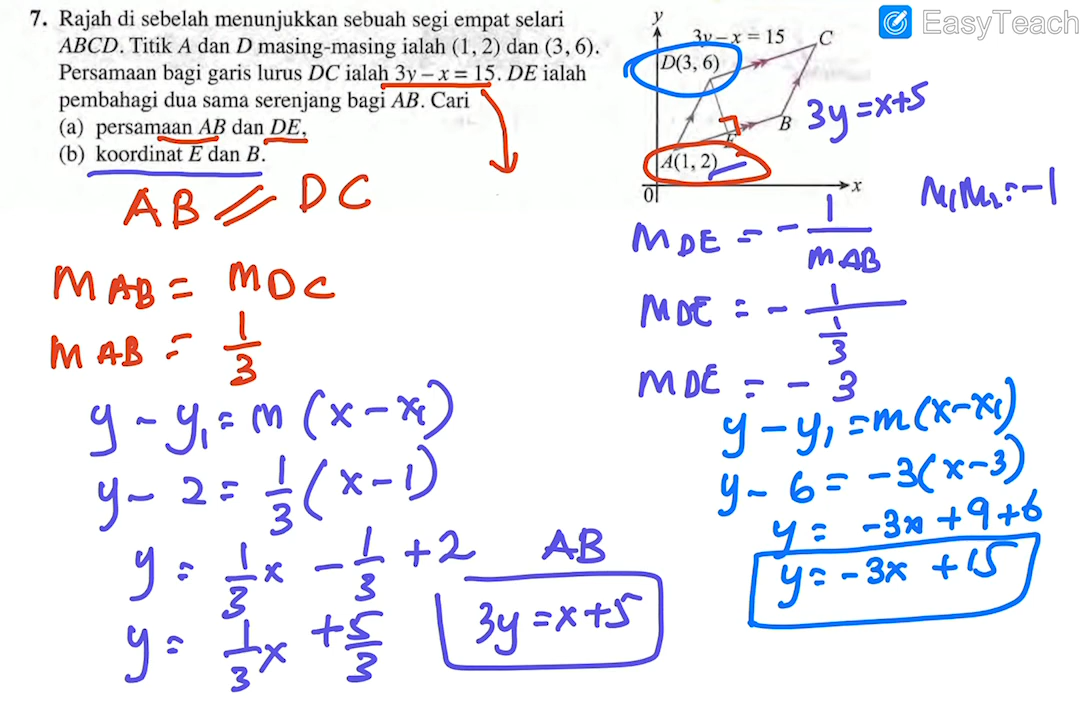 7. Rajah di sebelah menunjukkan sebuah segi empat selari
ABCD. Titik A dan D masing-masing ialah (1, 2) dan (3, 6).
Persamaan bagi garis lurus DC ialah 3y – x = 15. DE ialah
pembahagi dua sama serenjang bagi AB. Cari
(a) persamaan AB dan DE,
(b) koordinat E dan B.
y
3y – x = 15
C
D(3, 6)
B
E
A(1, 2)
0
x
EasyTeach
3y = x+5
M1M2 = -1
AB // DC
MAB = MDC
MAB = 1/3
y - y1 = m (x - x1)
y - 2 = 1/3 (x - 1)
y = 1/3 x - 1/3 + 2
y = 1/3 x + 5/3
AB
3y = x + 5
MDE = - 1/MAB
MDE = - 1/(1/3)
MDE = - 3
y - y1 = m(x - x1)
y - 6 = -3(x - 3)
y = -3x + 9 + 6
y = -3x + 15